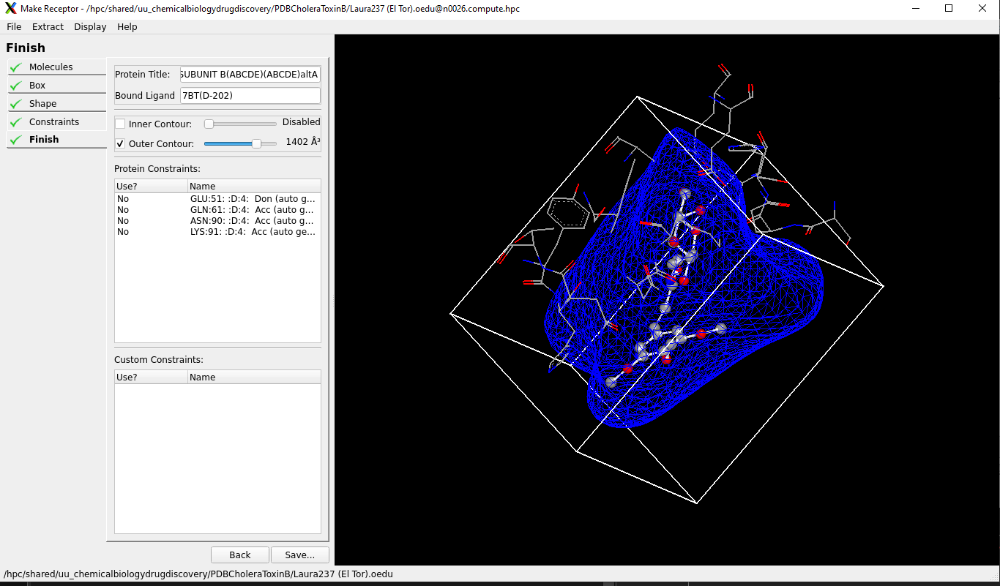 Make Receptor - /hpc/shared/uu_chemicalbiologydrugdiscovery/PDBCholeraToxinB/Laura237 (El Tor).oedu@n0026.compute.hpc
File Extract Display Help
Finish
Molecules
Box
Shape
Constraints
Finish
Protein Title: SUBUNIT B(ABCDE)(ABCDE)altA
Bound Ligand 7BT(D-202)
Inner Contour: Disabled
Outer Contour: 1402 Å³
Protein Constraints:
Use? Name
No GLU:51: :D:4: Don (auto g...
No GLN:61: :D:4: Acc (auto g...
No ASN:90: :D:4: Acc (auto g...
No LYS:91: :D:4: Acc (auto ge...
Custom Constraints:
Use? Name
Back Save...
/hpc/shared/uu_chemicalbiologydrugdiscovery/PDBCholeraToxinB/Laura237 (El Tor).oedu